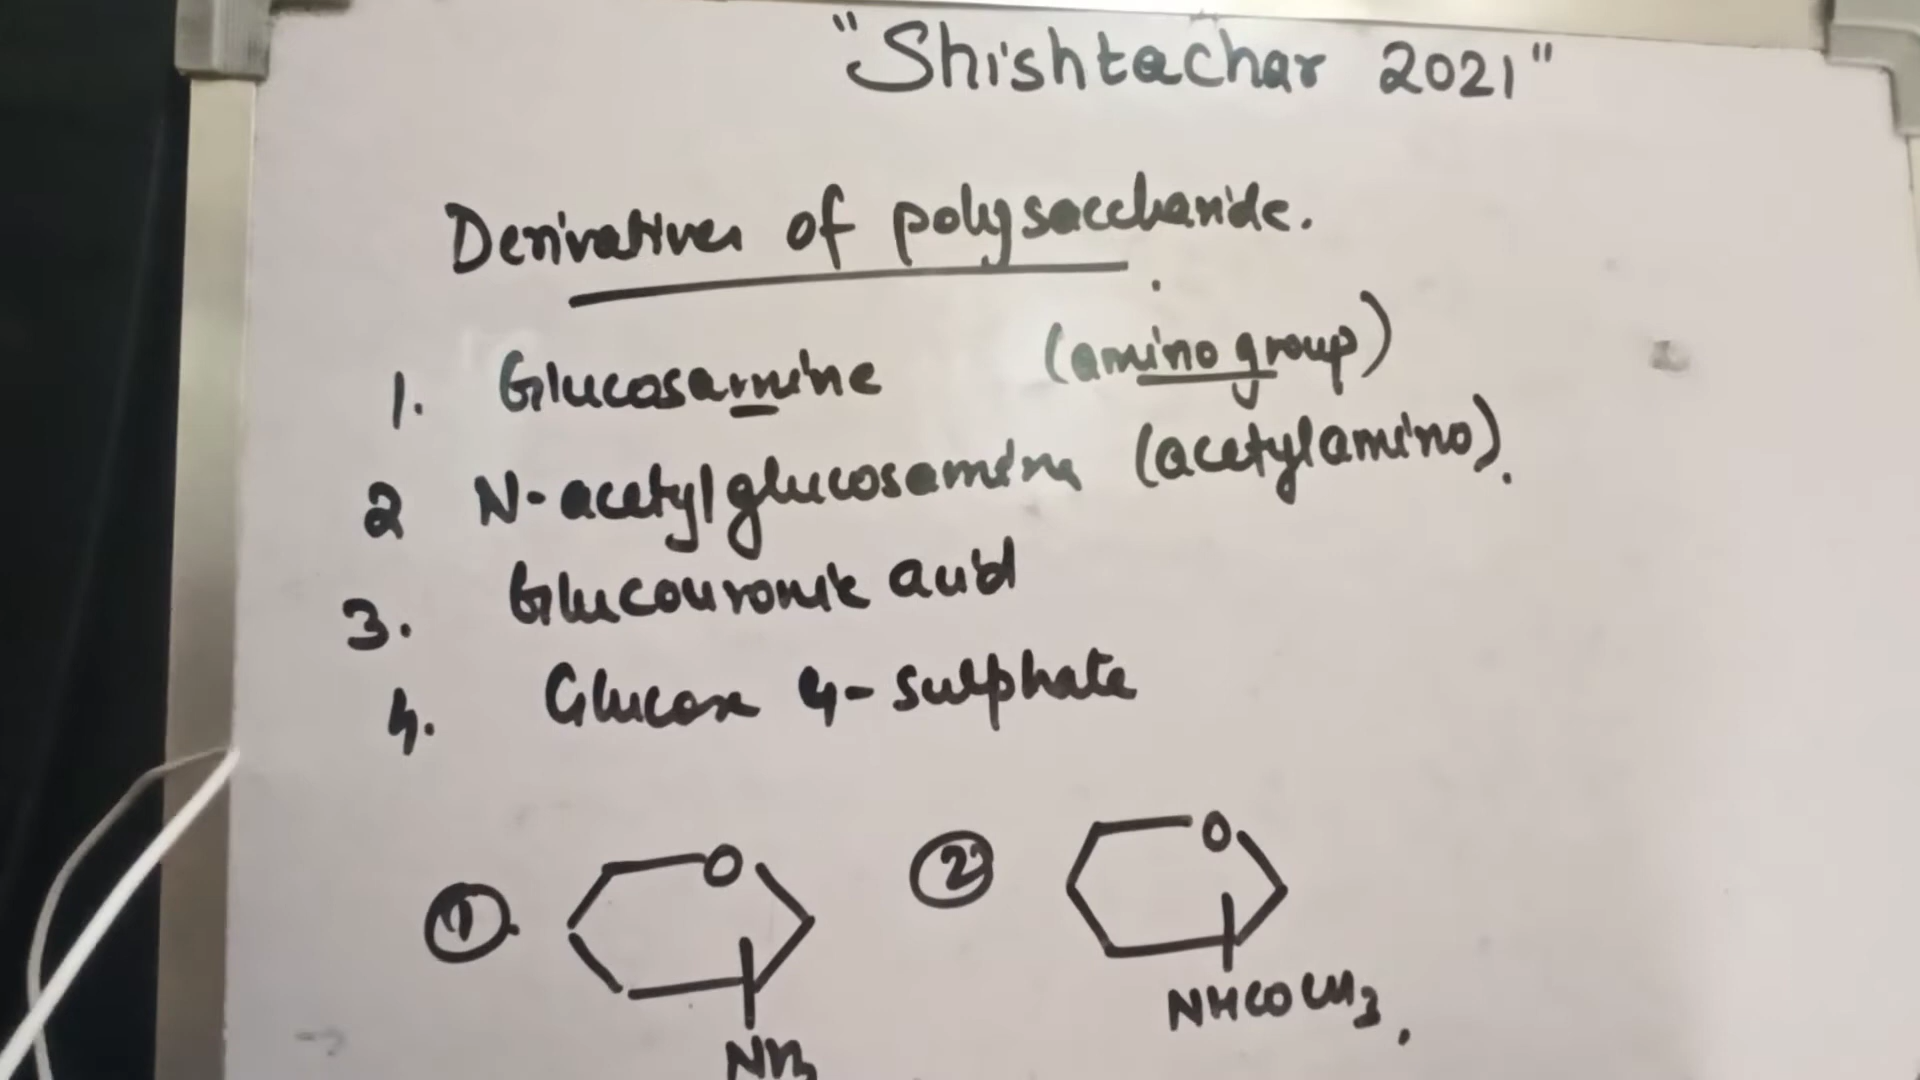 "Shishtachar 2021"
Derivatives of polysaccharide.
1. Glucosamine (amino group)
2 N-acetylglucosamine (acetylamino).
3. Glucouronic acid
4. Glucose 4-sulphate
1. O
2 O
NH2
NHCOCH3.